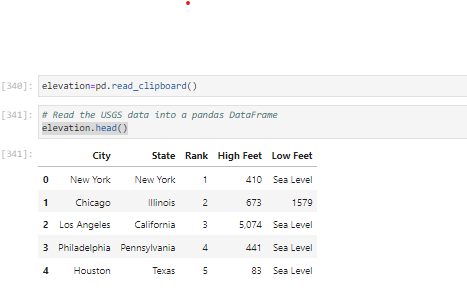 [340]: elevation=pd.read_clipboard()
[341]: # Read the USGS data into a pandas DataFrame
elevation.head()
[341]: City State Rank High Feet Low Feet
0 New York New York 1 410 Sea Level
1 Chicago Illinois 2 673 1579
2 Los Angeles California 3 5,074 Sea Level
3 Philadelphia Pennsylvania 4 441 Sea Level
4 Houston Texas 5 83 Sea Level